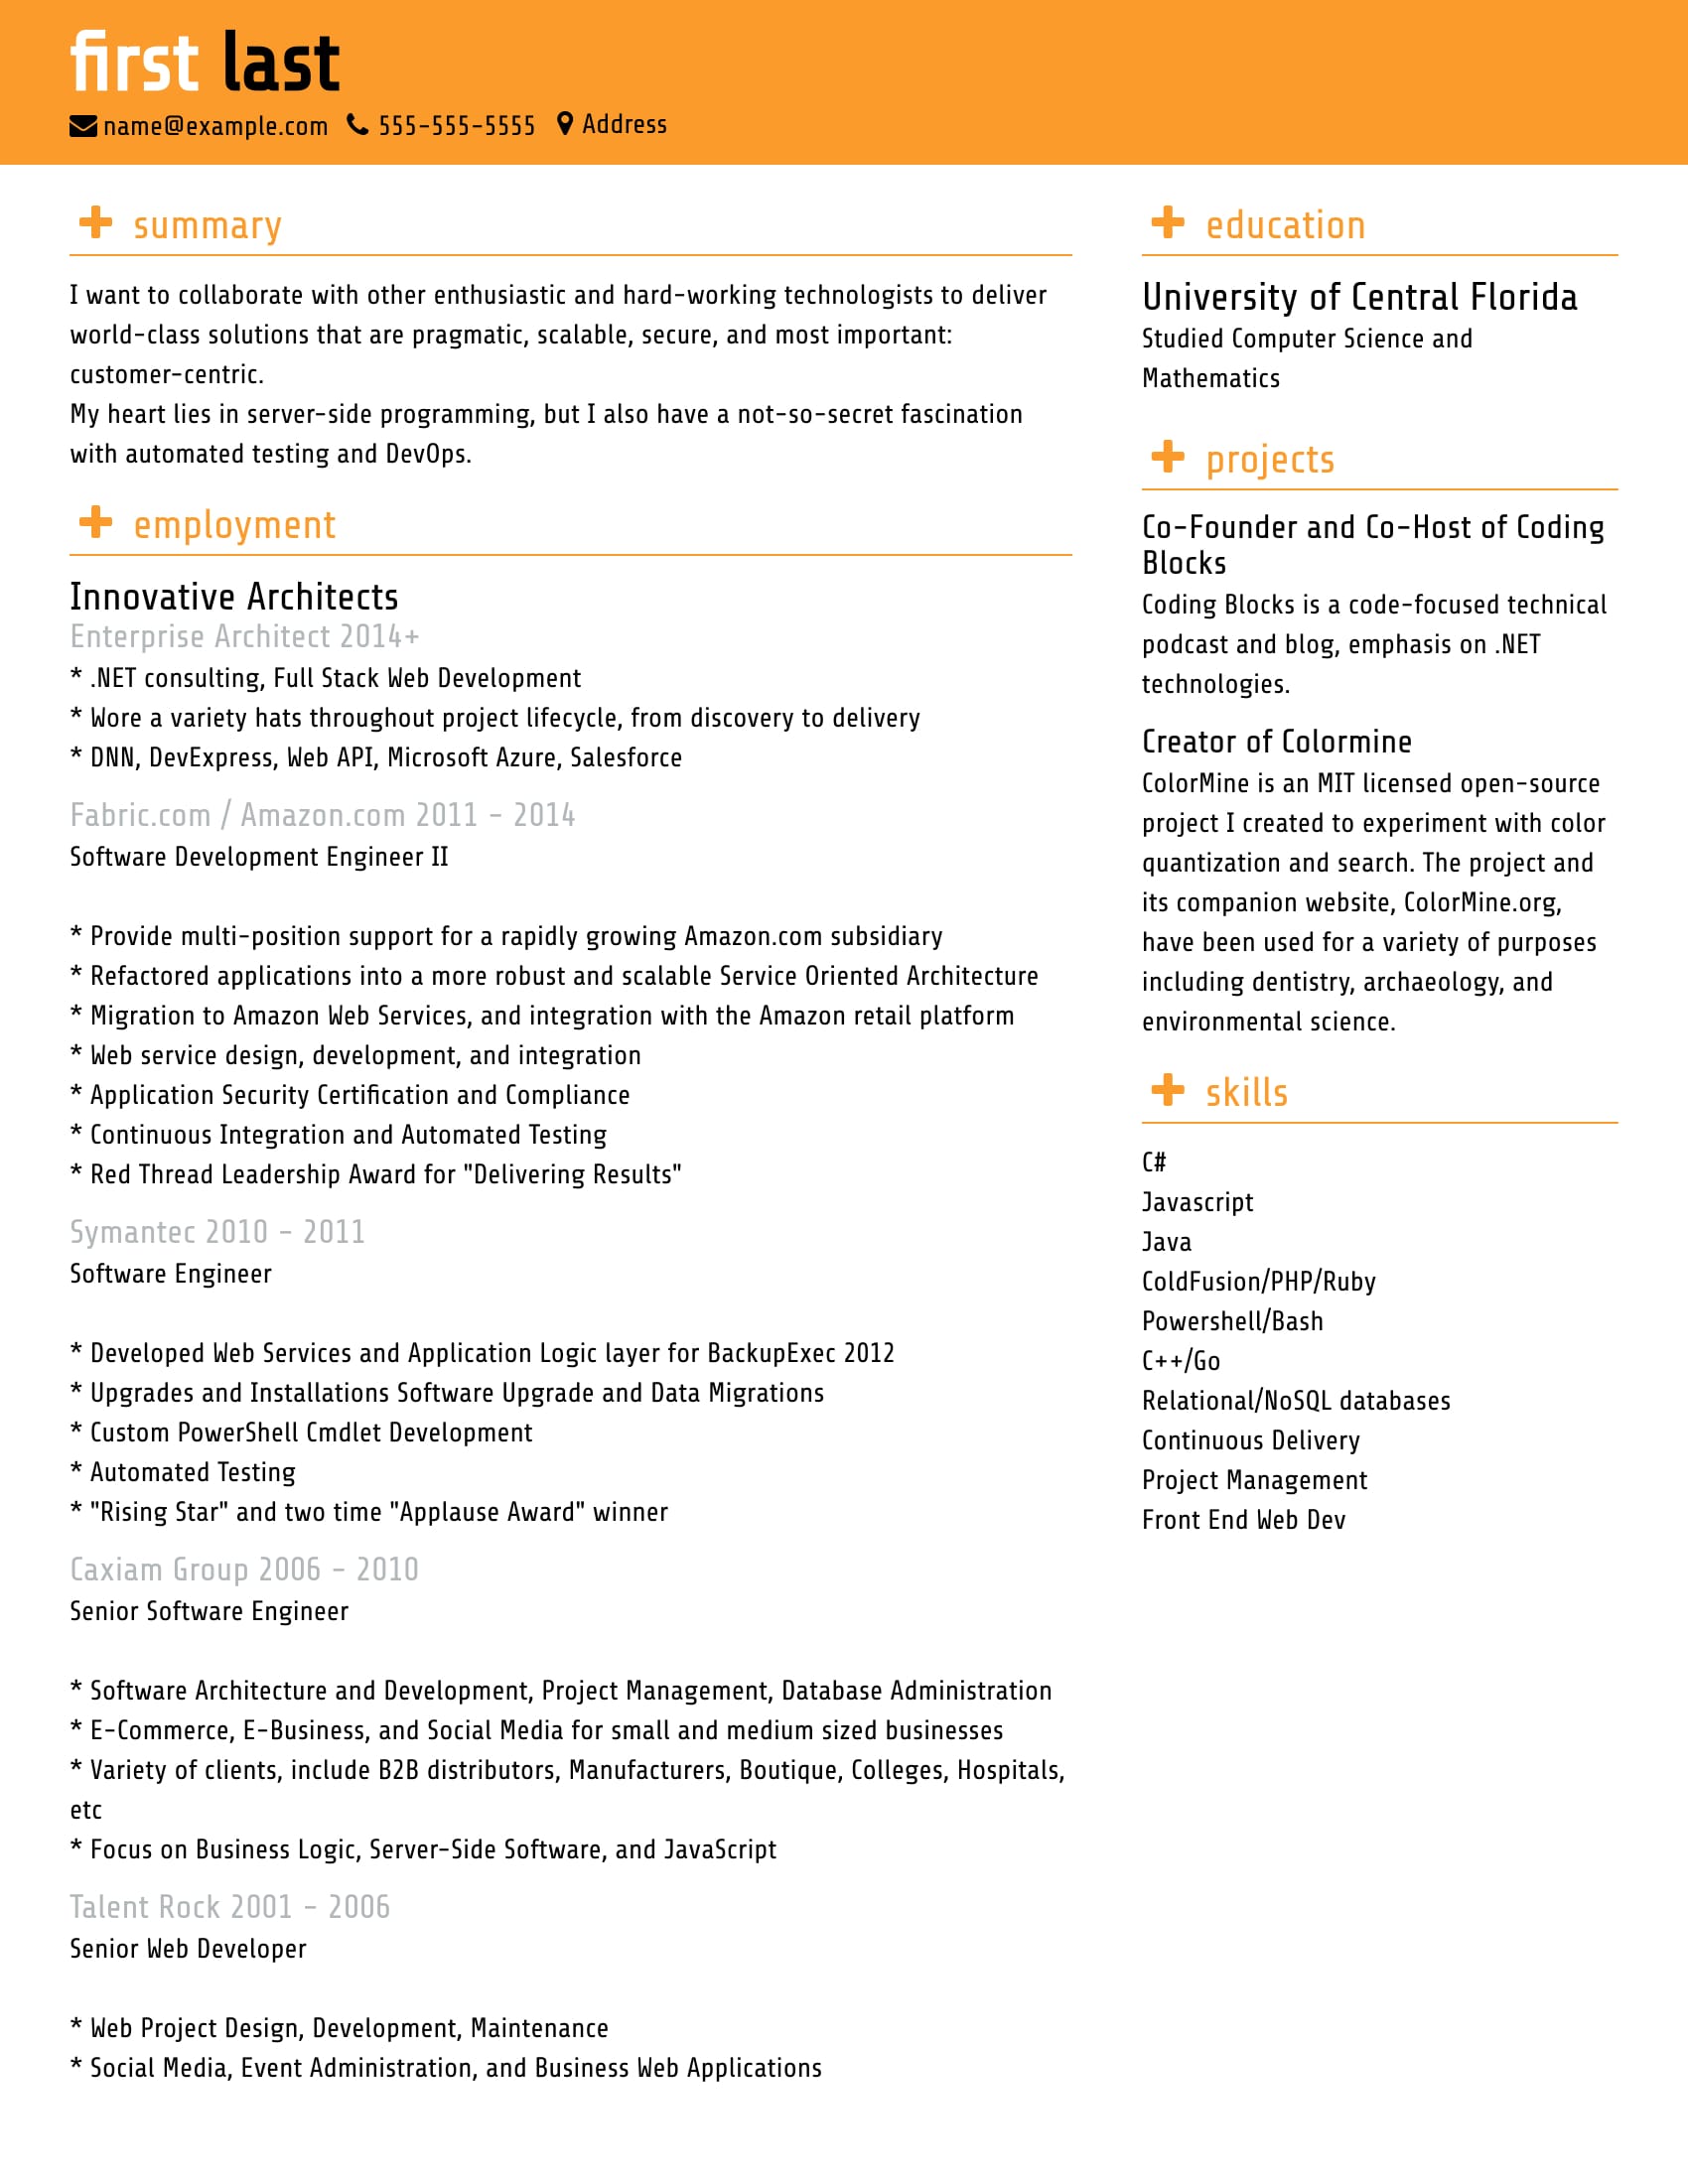 first last
name@example.com 555-555-5555 Address
summary
I want to collaborate with other enthusiastic and hard-working technologists to deliver
world-class solutions that are pragmatic, scalable, secure, and most important:
customer-centric.
My heart lies in server-side programming, but I also have a not-so-secret fascination
with automated testing and DevOps.
employment
Innovative Architects
Enterprise Architect 2014+
* .NET consulting, Full Stack Web Development
* Wore a variety hats throughout project lifecycle, from discovery to delivery
* DNN, DevExpress, Web API, Microsoft Azure, Salesforce
Fabric.com / Amazon.com 2011 - 2014
Software Development Engineer II
* Provide multi-position support for a rapidly growing Amazon.com subsidiary
* Refactored applications into a more robust and scalable Service Oriented Architecture
* Migration to Amazon Web Services, and integration with the Amazon retail platform
* Web service design, development, and integration
* Application Security Certification and Compliance
* Continuous Integration and Automated Testing
* Red Thread Leadership Award for "Delivering Results"
Symantec 2010 - 2011
Software Engineer
* Developed Web Services and Application Logic layer for BackupExec 2012
* Upgrades and Installations Software Upgrade and Data Migrations
* Custom PowerShell Cmdlet Development
* Automated Testing
* "Rising Star" and two time "Applause Award" winner
Caxiam Group 2006 - 2010
Senior Software Engineer
* Software Architecture and Development, Project Management, Database Administration
* E-Commerce, E-Business, and Social Media for small and medium sized businesses
* Variety of clients, include B2B distributors, Manufacturers, Boutique, Colleges, Hospitals,
etc
* Focus on Business Logic, Server-Side Software, and JavaScript
Talent Rock 2001 - 2006
Senior Web Developer
* Web Project Design, Development, Maintenance
* Social Media, Event Administration, and Business Web Applications
education
University of Central Florida
Studied Computer Science and
Mathematics
projects
Co-Founder and Co-Host of Coding
Blocks
Coding Blocks is a code-focused technical
podcast and blog, emphasis on .NET
technologies.
Creator of Colormine
ColorMine is an MIT licensed open-source
project I created to experiment with color
quantization and search. The project and
its companion website, ColorMine.org,
have been used for a variety of purposes
including dentistry, archaeology, and
environmental science.
skills
C#
Javascript
Java
ColdFusion/PHP/Ruby
Powershell/Bash
C++/Go
Relational/NoSQL databases
Continuous Delivery
Project Management
Front End Web Dev